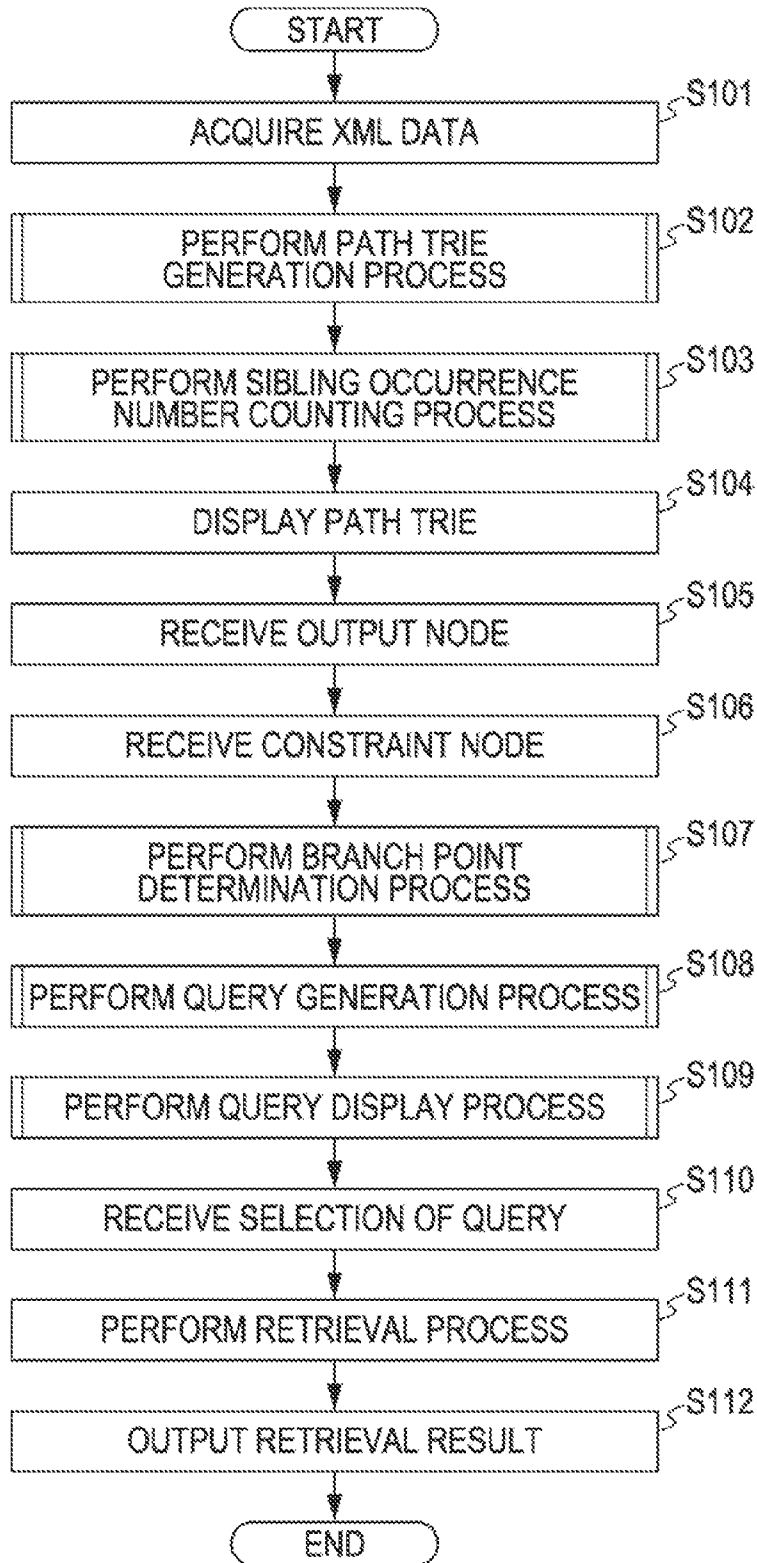 START
S101
ACQUIRE XML DATA
S102
PERFORM PATH TRIE
GENERATION PROCESS
S103
PERFORM SIBLING OCCURRENCE
NUMBER COUNTING PROCESS
S104
DISPLAY PATH TRIE
S105
RECEIVE OUTPUT NODE
S106
RECEIVE CONSTRAINT NODE
S107
PERFORM BRANCH POINT
DETERMINATION PROCESS
S108
PERFORM QUERY GENERATION PROCESS
S109
PERFORM QUERY DISPLAY PROCESS
S110
RECEIVE SELECTION OF QUERY
S111
PERFORM RETRIEVAL PROCESS
S112
OUTPUT RETRIEVAL RESULT
END